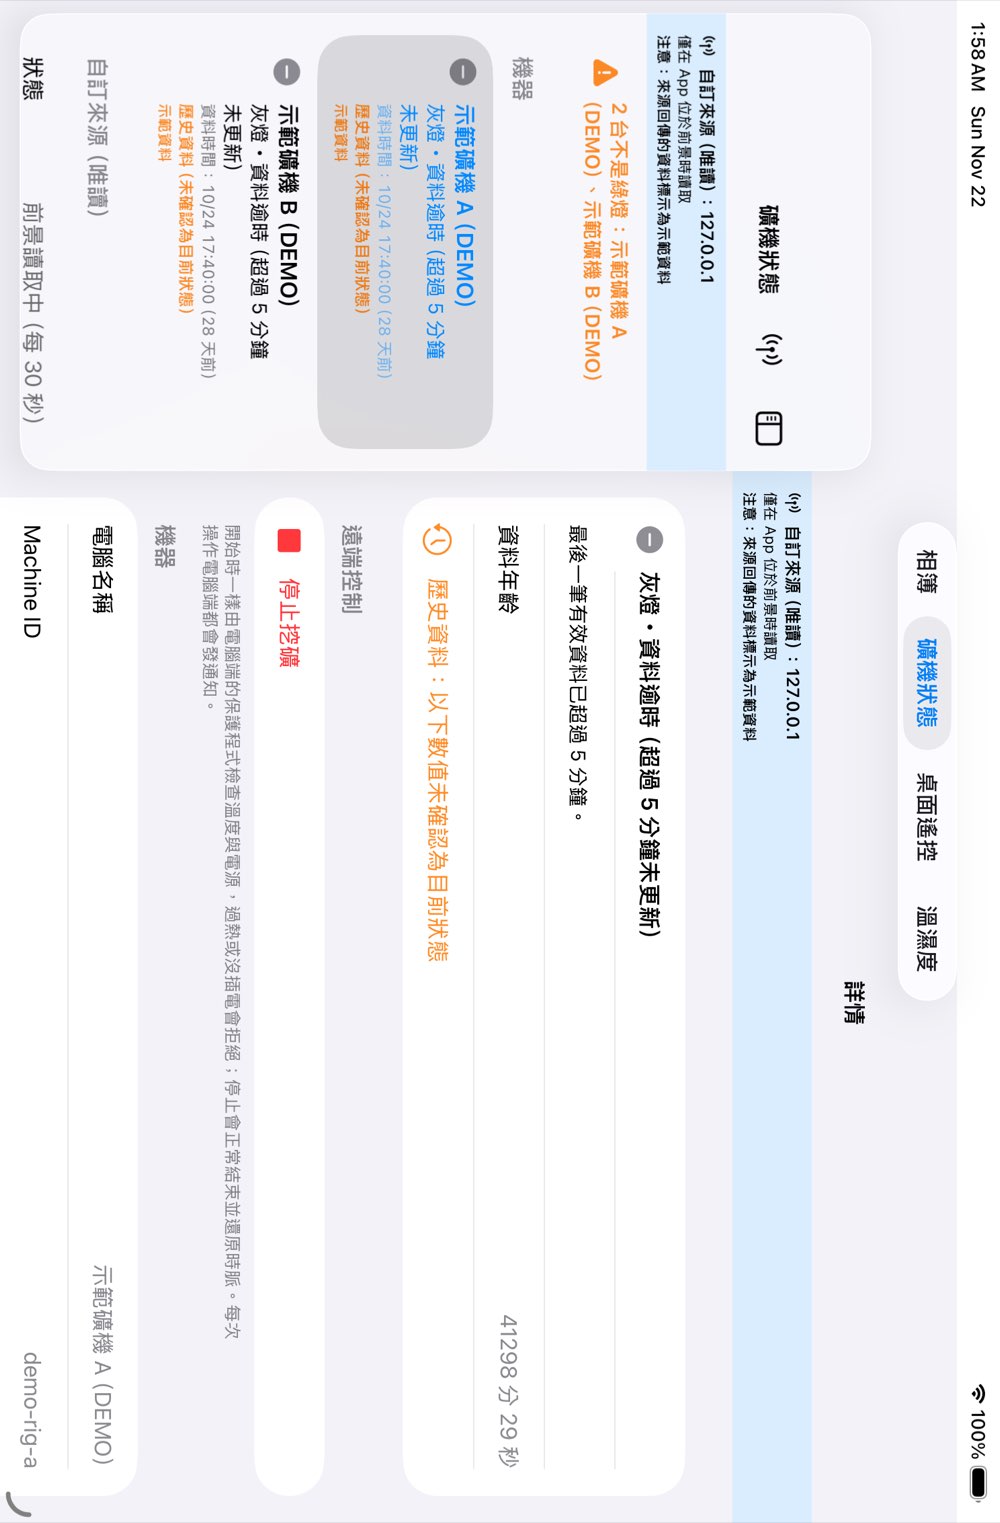 1:58 AM Sun Nov 22
100%
相簿
礦機狀態
桌面遙控
溫濕度
礦機狀態
自訂來源（唯讀）：127.0.0.1
僅在 App 位於前景時讀取
注意：來源回傳的資料標示為示範資料
2 台不是綠燈：示範礦機 A
（DEMO）、示範礦機 B（DEMO）
機器
示範礦機 A（DEMO）
灰燈・資料逾時（超過 5 分鐘
未更新）
資料時間：10/24 17:40:00（28 天前）
歷史資料（未確認為目前狀態）
示範資料
示範礦機 B（DEMO）
灰燈・資料逾時（超過 5 分鐘
未更新）
資料時間：10/24 17:40:00（28 天前）
歷史資料（未確認為目前狀態）
示範資料
自訂來源（唯讀）
狀態 前景讀取中（每 30 秒）
詳情
自訂來源（唯讀）：127.0.0.1
僅在 App 位於前景時讀取
注意：來源回傳的資料標示為示範資料
灰燈・資料逾時（超過 5 分鐘未更新）
最後一筆有效資料已超過 5 分鐘。
資料年齡 41298 分 29 秒
歷史資料：以下數值未確認為目前狀態
遠端控制
停止挖礦
開始時一樣由電腦端的保護程式檢查溫度與電源，過熱或沒插電會拒絕；停止會正常結束並還原時脈。每次
操作電腦端都會發通知。
機器
電腦名稱 示範礦機 A（DEMO）
Machine ID demo-rig-a